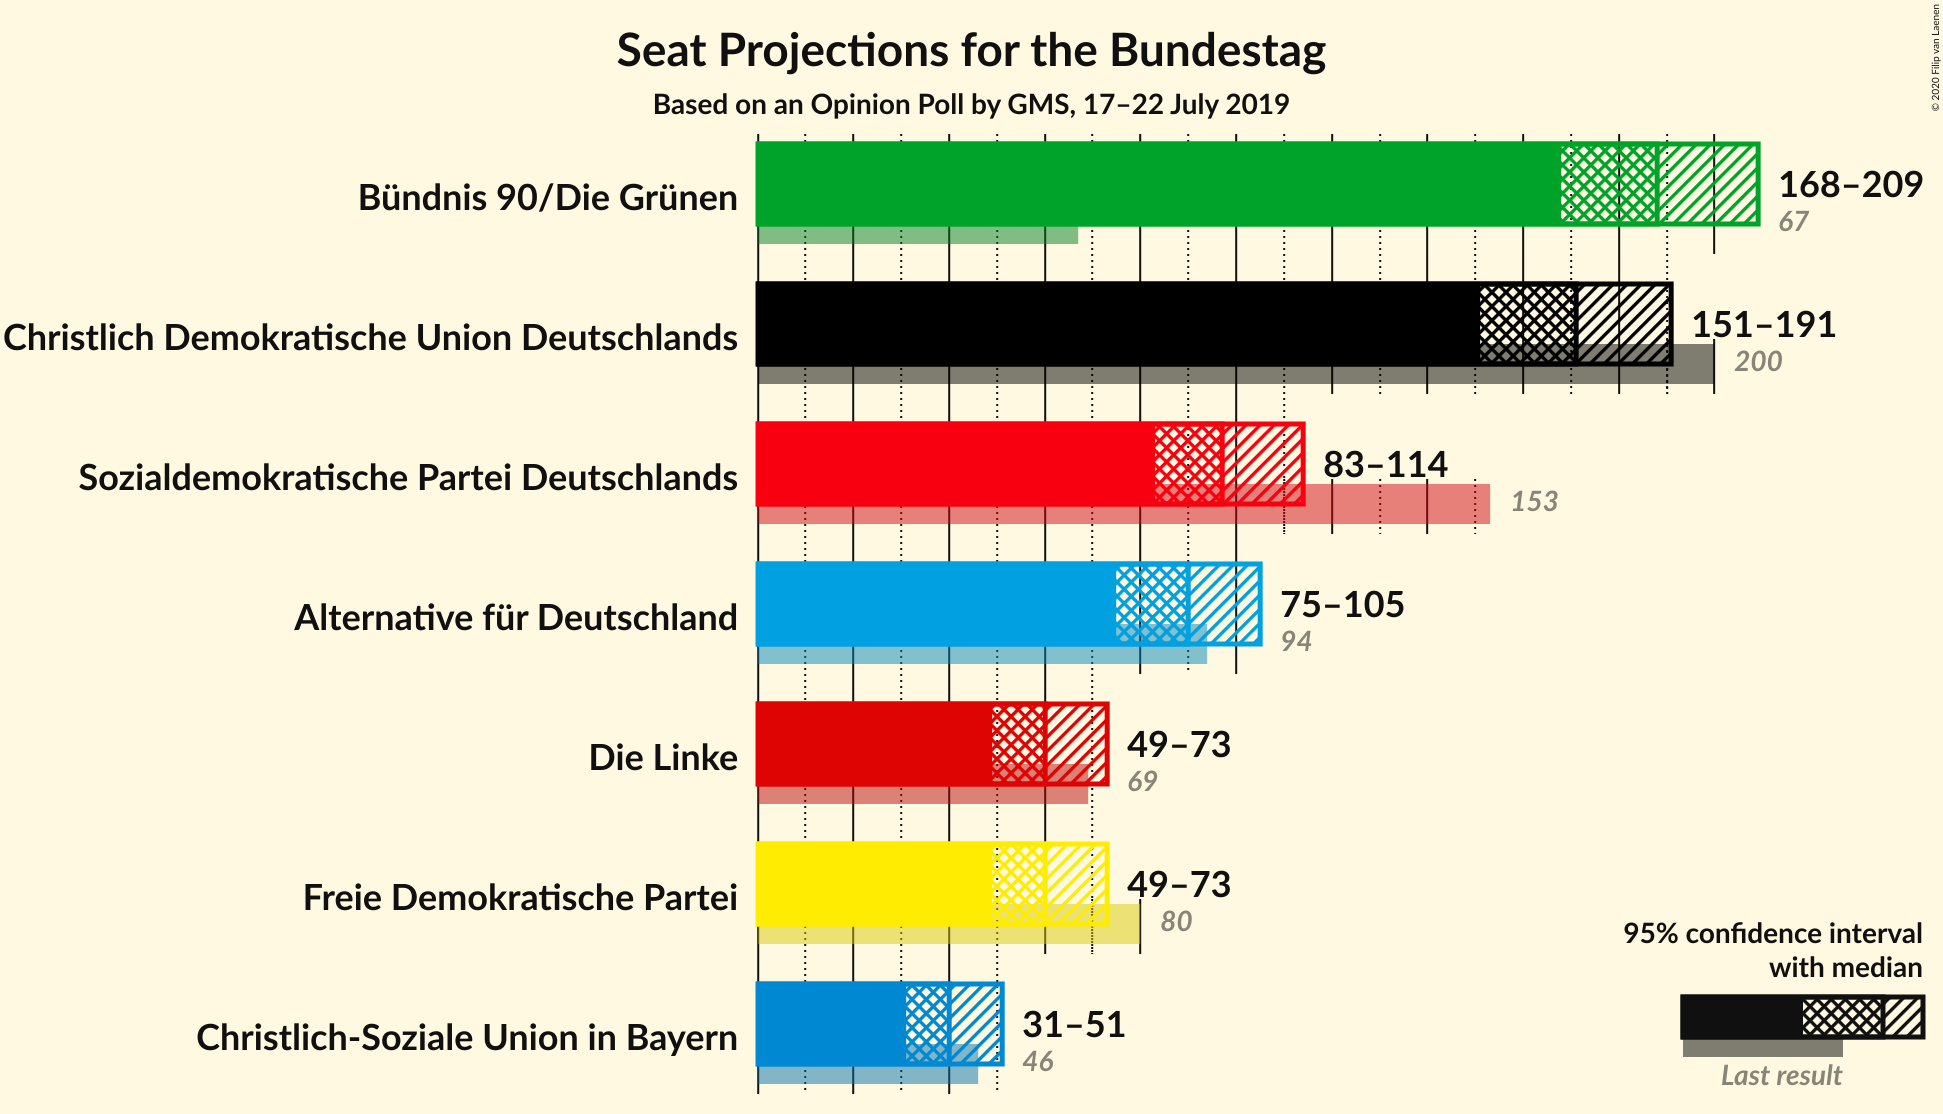 Seat Projections for the Bundestag
Based on an Opinion Poll by GMS, 17–22 July 2019
© 2020 Filip van Laenen
Bündnis 90/Die Grünen
168–209
67
Christlich Demokratische Union Deutschlands
151–191
200
Sozialdemokratische Partei Deutschlands
83–114
153
Alternative für Deutschland
75–105
94
Die Linke
49–73
69
Freie Demokratische Partei
49–73
80
Christlich-Soziale Union in Bayern
31–51
46
95% confidence interval
with median
Last result